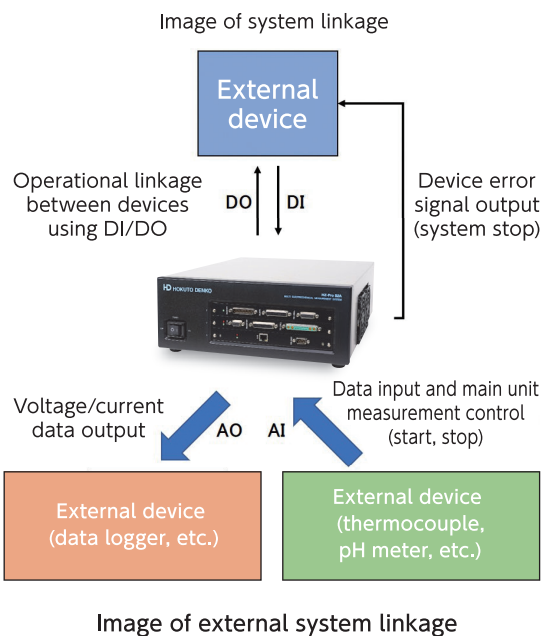 Image of system linkage
External
device
Operational linkage
between devices
using DI/DO
DO
DI
Device error
signal output
(system stop)
HD HOKUTO DENKO
Voltage/current
data output
AO
AI
Data input and main unit
measurement control
(start, stop)
External device
(data logger, etc.)
External device
(thermocouple,
pH meter, etc.)
Image of external system linkage